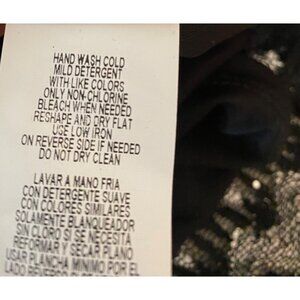 HAND WASH COLD
MILD DETERGENT
WITH LIKE COLORS
ONLY NON-CHLORINE
BLEACH WHEN NEEDED
RESHAPE AND DRY FLAT
USE LOW IRON
ON REVERSE SIDE IF NEEDED
DO NOT DRY CLEAN
LAVAR A MANO FRIA
CON DETERGENTE SUAVE
CON COLORES SIMILARES
SOLAMENTE BLANQUEADOR
SIN CLORO SI SE NECESITA
REFORMAR Y SECAR PLANO
USAR PLANCHA MINIMO POR EL
LADO